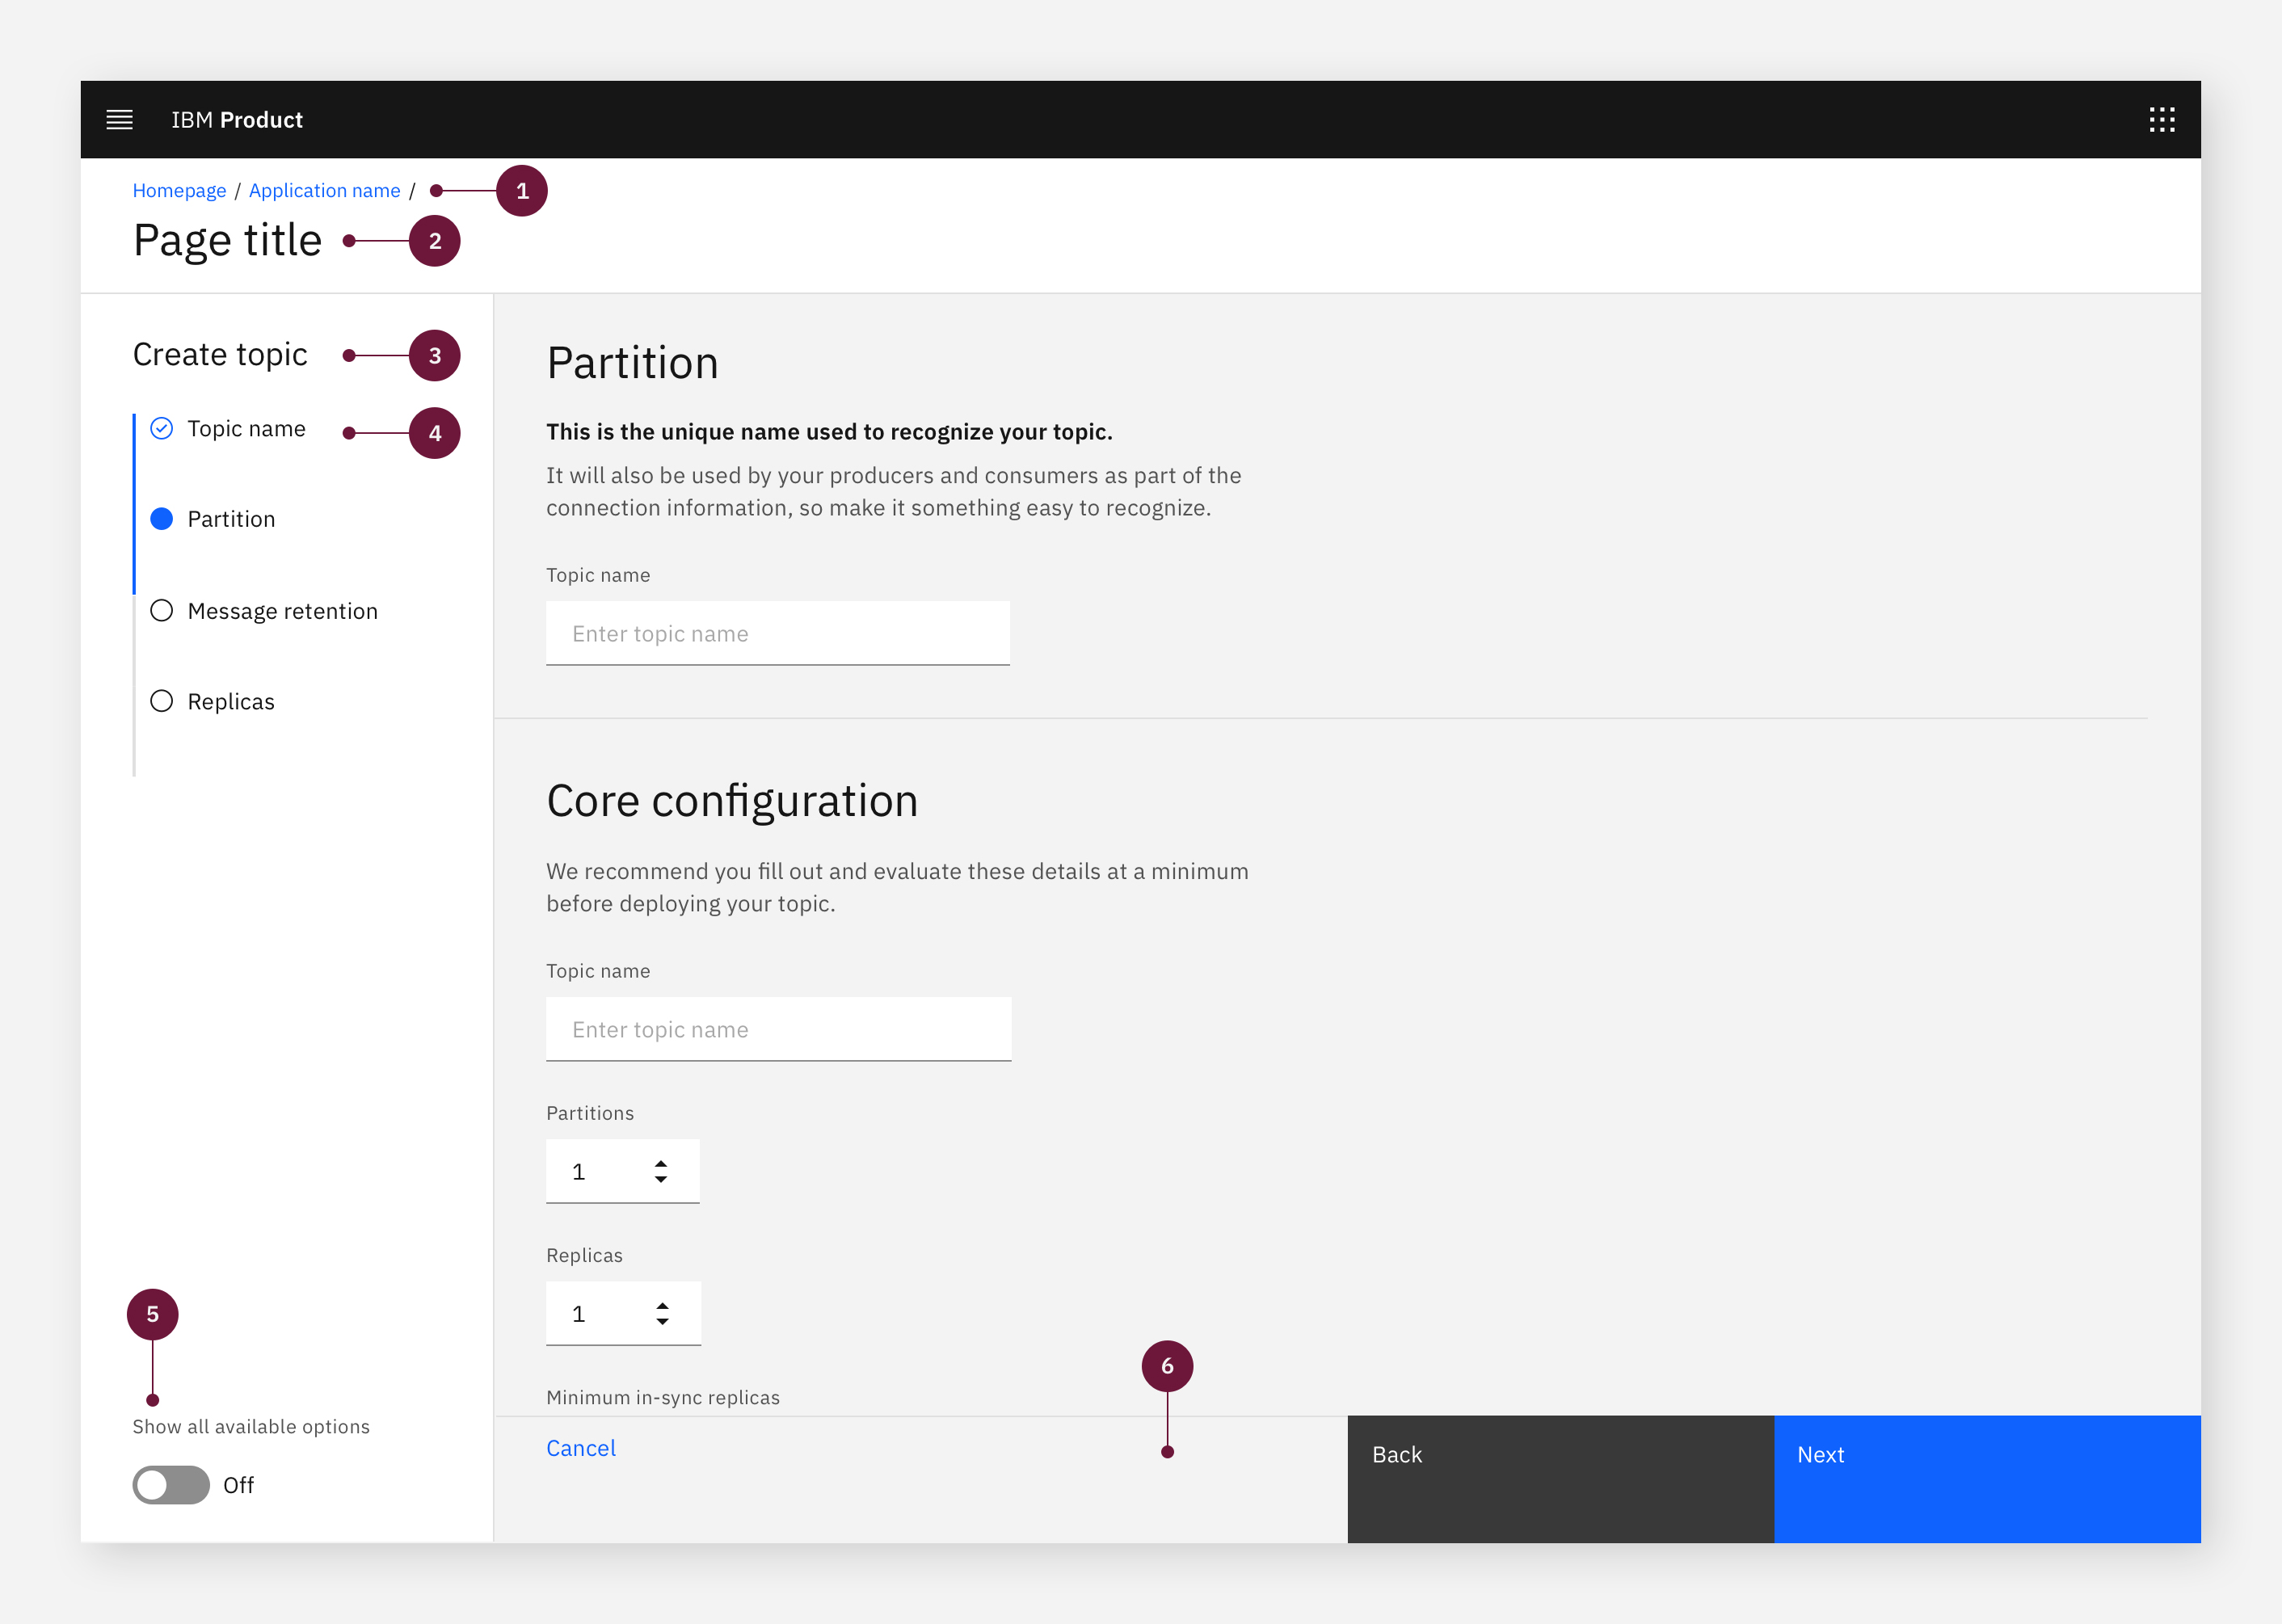 IBM Product
Homepage / Application name /
1
Page title
2
Create topic
3
Topic name
4
Partition
Message retention
Replicas
5
Show all available options
Off
Partition
This is the unique name used to recognize your topic.
It will also be used by your producers and consumers as part of the
connection information, so make it something easy to recognize.
Topic name
Enter topic name
Core configuration
We recommend you fill out and evaluate these details at a minimum
before deploying your topic.
Topic name
Enter topic name
Partitions
1
Replicas
1
6
Minimum in-sync replicas
Cancel
Back
Next